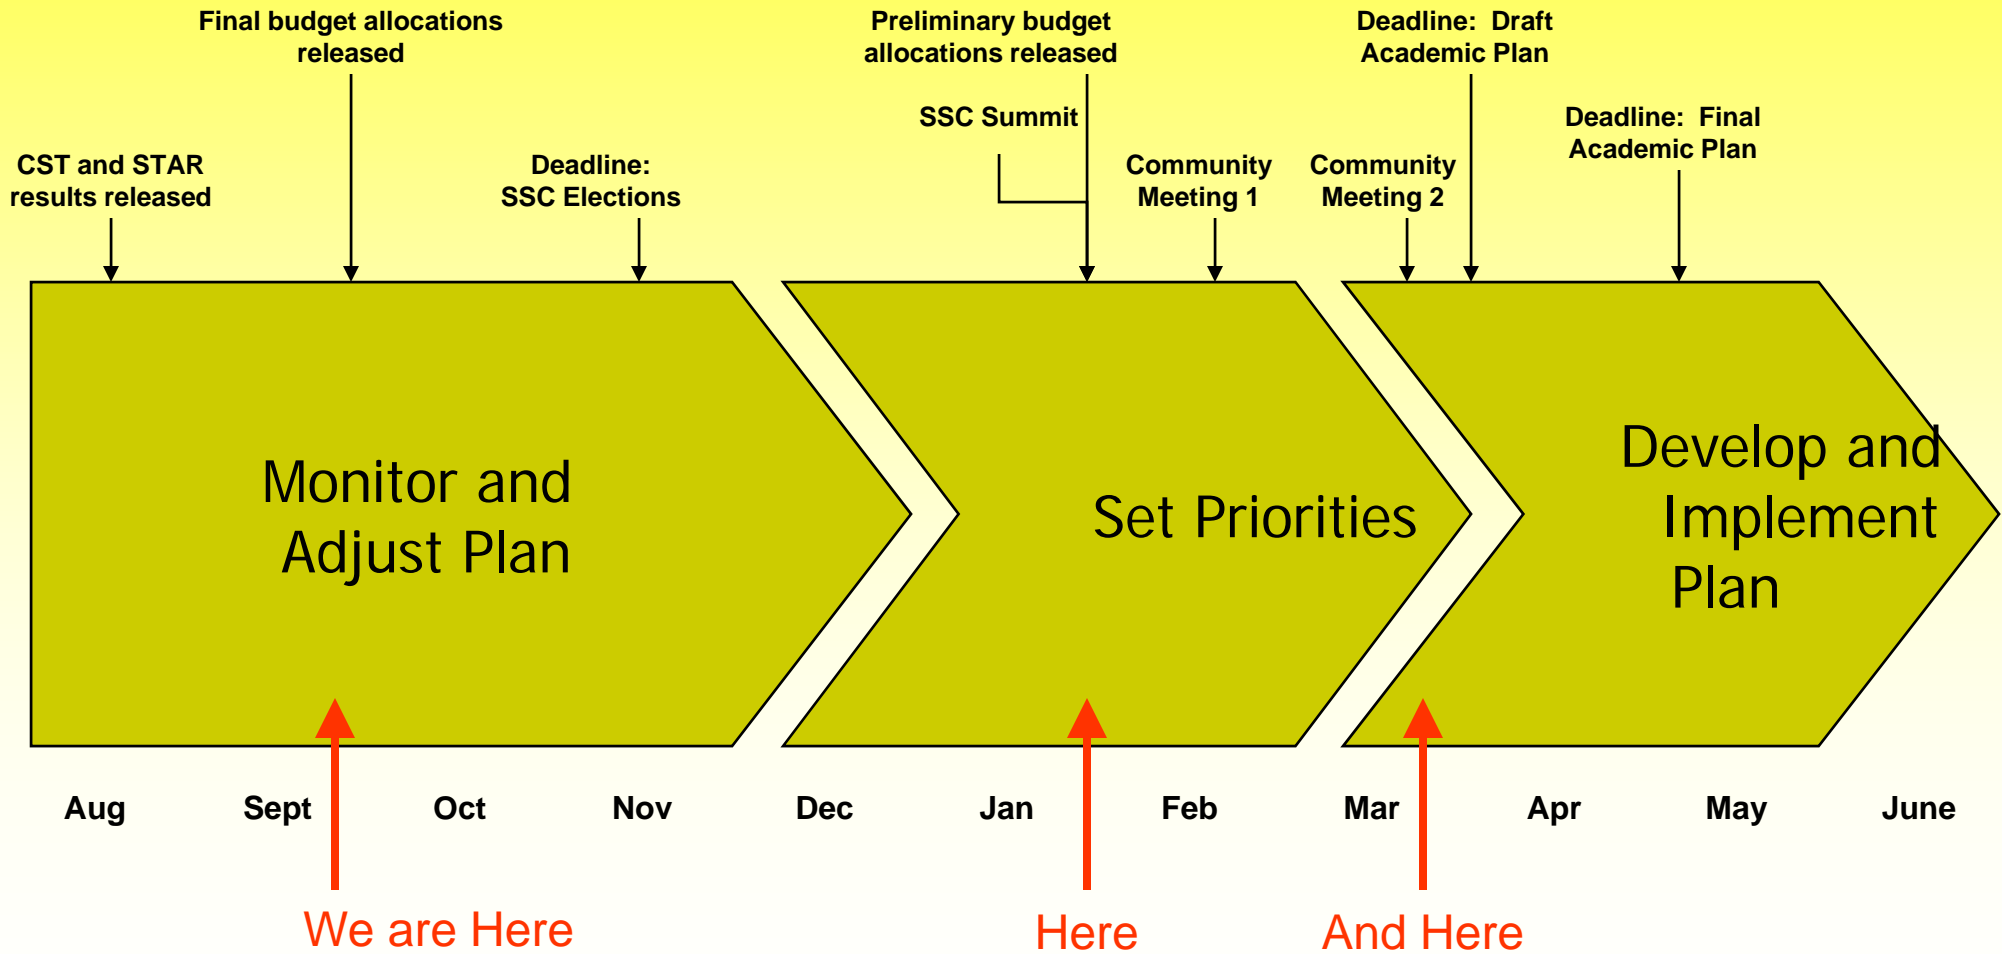 Final budget allocations
released
Preliminary budget
allocations released
Deadline:  Draft
Academic Plan
SSC Summit
Deadline:  Final
Academic Plan
CST and STAR
results released
Deadline:
SSC Elections
Community
Meeting 1
Community
Meeting 2
Monitor and
Adjust Plan
Set Priorities
Develop and
Implement
Plan
Aug Sept Oct Nov Dec Jan Feb Mar Apr May June
We are Here
Here
And Here